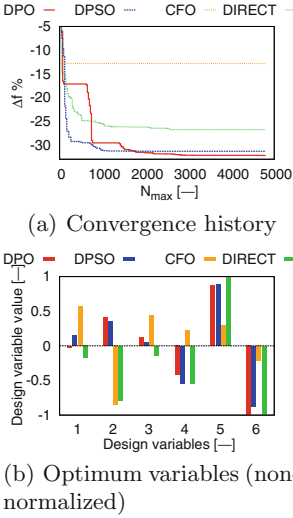 DPO DPSO CFO DIRECT
-5
-10
-15
-20
-25
-30
Δf %
0 1000 2000 3000 4000 5000
Nmax [—]
(a) Convergence history
DPO DPSO CFO DIRECT
1
0.5
0
-0.5
-1
Design variable value [—]
1 2 3 4 5 6
Design variables [—]
(b) Optimum variables (non-
normalized)